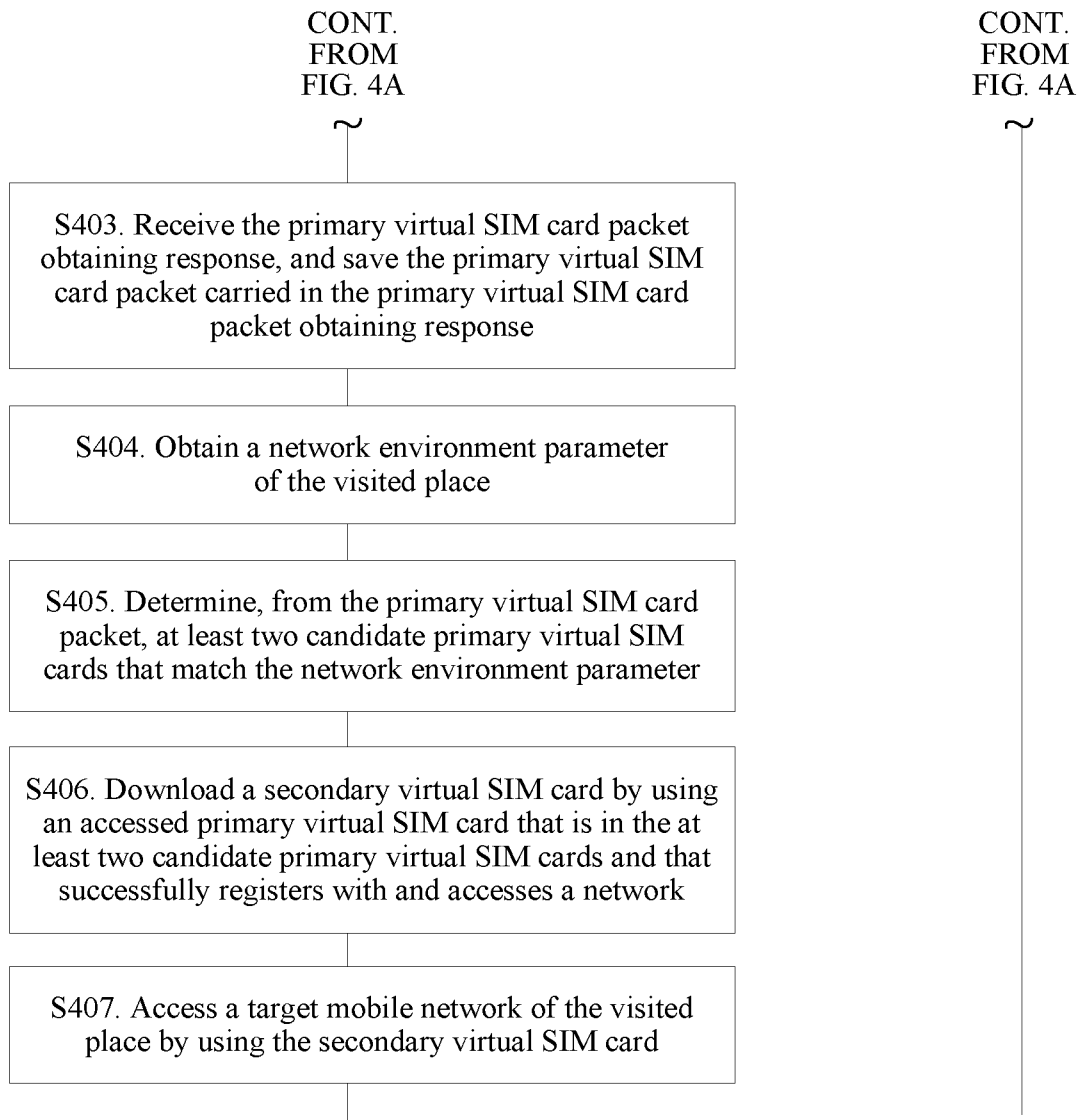 CONT.
FROM
FIG. 4A
CONT.
FROM
FIG. 4A
S403. Receive the primary virtual SIM card packet
obtaining response, and save the primary virtual SIM
card packet carried in the primary virtual SIM card
packet obtaining response
S404. Obtain a network environment parameter
of the visited place
S405. Determine, from the primary virtual SIM card
packet, at least two candidate primary virtual SIM
cards that match the network environment parameter
S406. Download a secondary virtual SIM card by using
an accessed primary virtual SIM card that is in the at
least two candidate primary virtual SIM cards and that
successfully registers with and accesses a network
S407. Access a target mobile network of the visited
place by using the secondary virtual SIM card